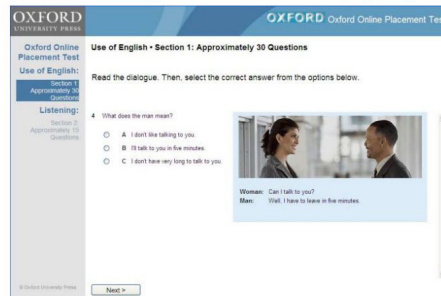 OXFORD
UNIVERSITY PRESS
OXFORD Oxford Online Placement Tes
Oxford Online
Placement Test
Use of English:
Section 1:
Approximately 30
Questions
Listening:
Section 2:
Approximately 15
Questions
© Oxford University Press
Use of English • Section 1: Approximately 30 Questions
Read the dialogue. Then, select the correct answer from the options below.
4 What does the man mean?
A I don't like talking to you.
B I'll talk to you in five minutes.
C I don't have very long to talk to you.
Woman: Can I talk to you?
Man: Well, I have to leave in five minutes.
Next >